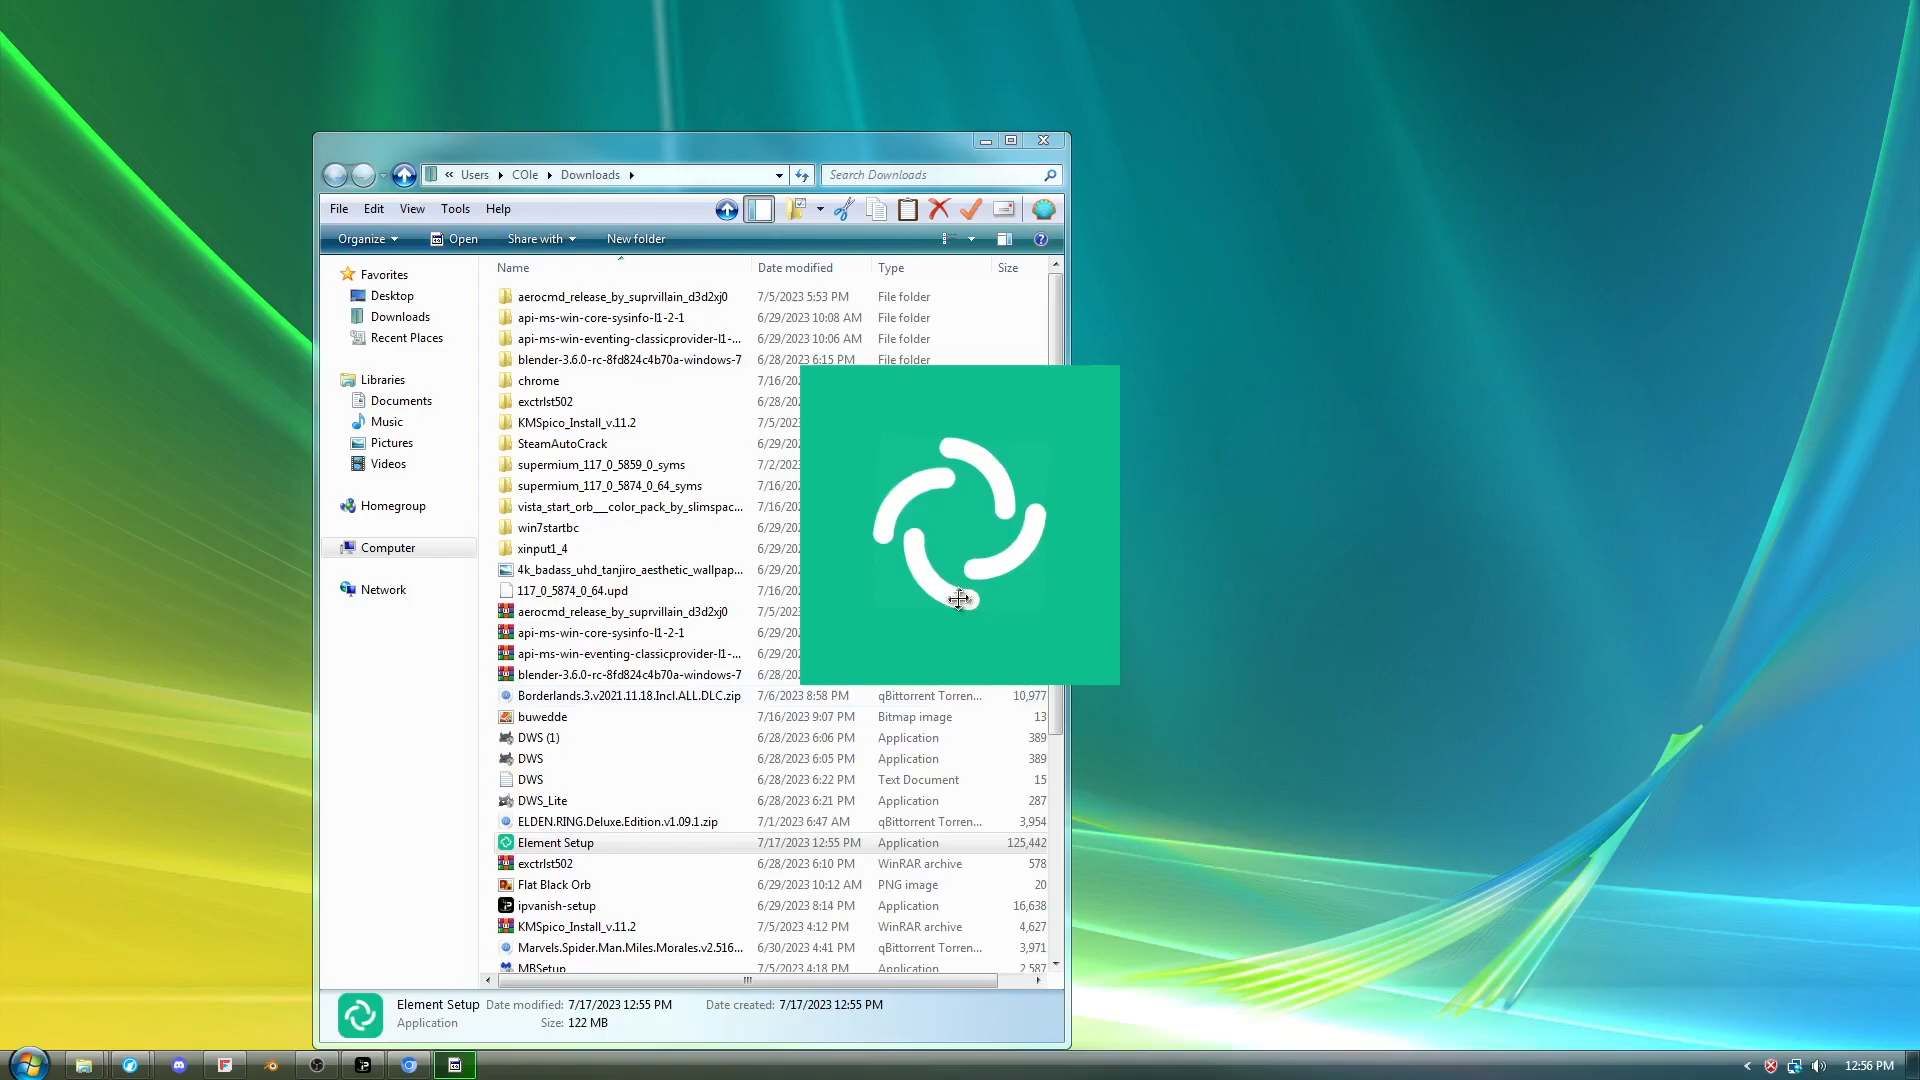 « Users ▸ COle ▸ Downloads ▸
Search Downloads
File Edit View Tools Help
Organize Open Share with New folder
Name Date modified Type Size
Favorites
Desktop
Downloads
Recent Places
Libraries
Documents
Music
Pictures
Videos
Homegroup
Computer
Network
aerocmd_release_by_suprvillain_d3d2xj0 7/5/2023 5:53 PM File folder
api-ms-win-core-sysinfo-l1-2-1 6/29/2023 10:08 AM File folder
api-ms-win-eventing-classicprovider-l1-... 6/29/2023 10:06 AM File folder
blender-3.6.0-rc-8fd824c4b70a-windows-7 6/28/2023 6:15 PM File folder
chrome 7/16/202
exctrlst502 6/28/202
KMSpico_Install_v.11.2 7/5/2023
SteamAutoCrack 6/29/202
supermium_117_0_5859_0_syms 7/2/2023
supermium_117_0_5874_0_64_syms 7/16/202
vista_start_orb__color_pack_by_slimspac... 7/16/202
win7startbc 6/29/202
xinput1_4 6/29/202
4k_badass_uhd_tanjiro_aesthetic_wallpap... 6/29/202
117_0_5874_0_64.upd 7/16/202
aerocmd_release_by_suprvillain_d3d2xj0 7/5/2023
api-ms-win-core-sysinfo-l1-2-1 6/29/202
api-ms-win-eventing-classicprovider-l1-... 6/29/202
blender-3.6.0-rc-8fd824c4b70a-windows-7 6/28/202
Borderlands.3.v2021.11.18.Incl.ALL.DLC.zip 7/6/2023 8:58 PM qBittorrent Torren... 10,977
buwedde 7/16/2023 9:07 PM Bitmap image 13
DWS (1) 6/28/2023 6:06 PM Application 389
DWS 6/28/2023 6:05 PM Application 389
DWS 6/28/2023 6:22 PM Text Document 15
DWS_Lite 6/28/2023 6:21 PM Application 287
ELDEN.RING.Deluxe.Edition.v1.09.1.zip 7/1/2023 6:47 AM qBittorrent Torren... 3,954
Element Setup 7/17/2023 12:55 PM Application 125,442
exctrlst502 6/28/2023 6:10 PM WinRAR archive 578
Flat Black Orb 6/29/2023 10:12 AM PNG image 20
ipvanish-setup 6/29/2023 8:14 PM Application 16,638
KMSpico_Install_v.11.2 7/5/2023 4:12 PM WinRAR archive 4,627
Marvels.Spider.Man.Miles.Morales.v2.516... 6/30/2023 4:41 PM qBittorrent Torren... 3,971
MBSetup 7/5/2023 4:18 PM Application 2,587
Element Setup Date modified: 7/17/2023 12:55 PM Date created: 7/17/2023 12:55 PM
Application Size: 122 MB
12:56 PM